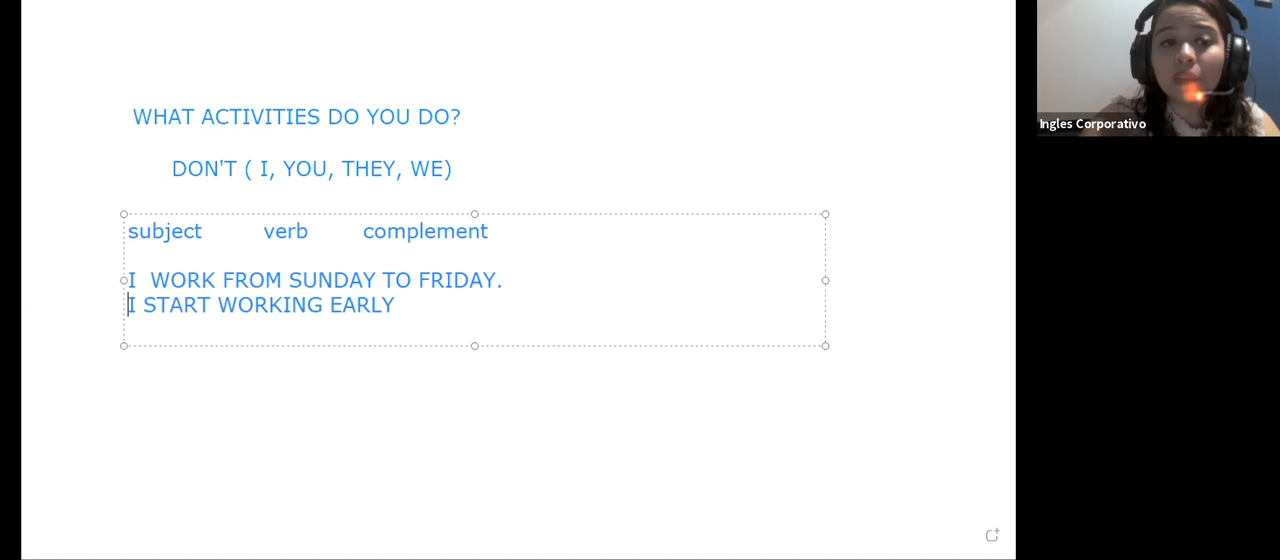 WHAT ACTIVITIES DO YOU DO?
DON'T ( I, YOU, THEY, WE)
subject verb complement
I WORK FROM SUNDAY TO FRIDAY.
I START WORKING EARLY
Ingles Corporativo